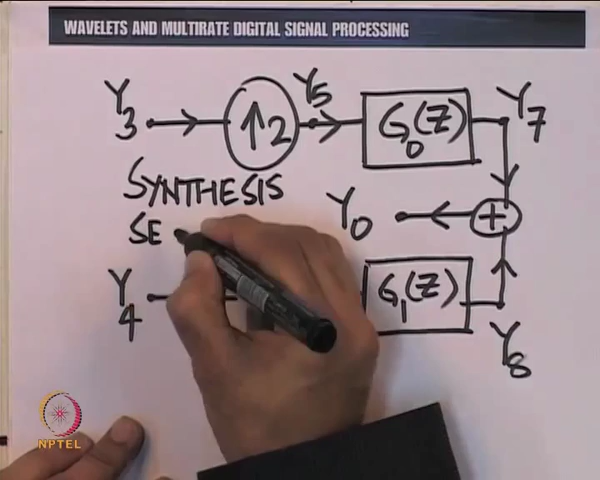 WAVELETS AND MULTIRATE DIGITAL SIGNAL PROCESSING
Y3 ↑2 Y5 G0(Z) Y7
SYNTHESIS
Y0 +
SE
Y4 G1(Z) Y8
NPTEL